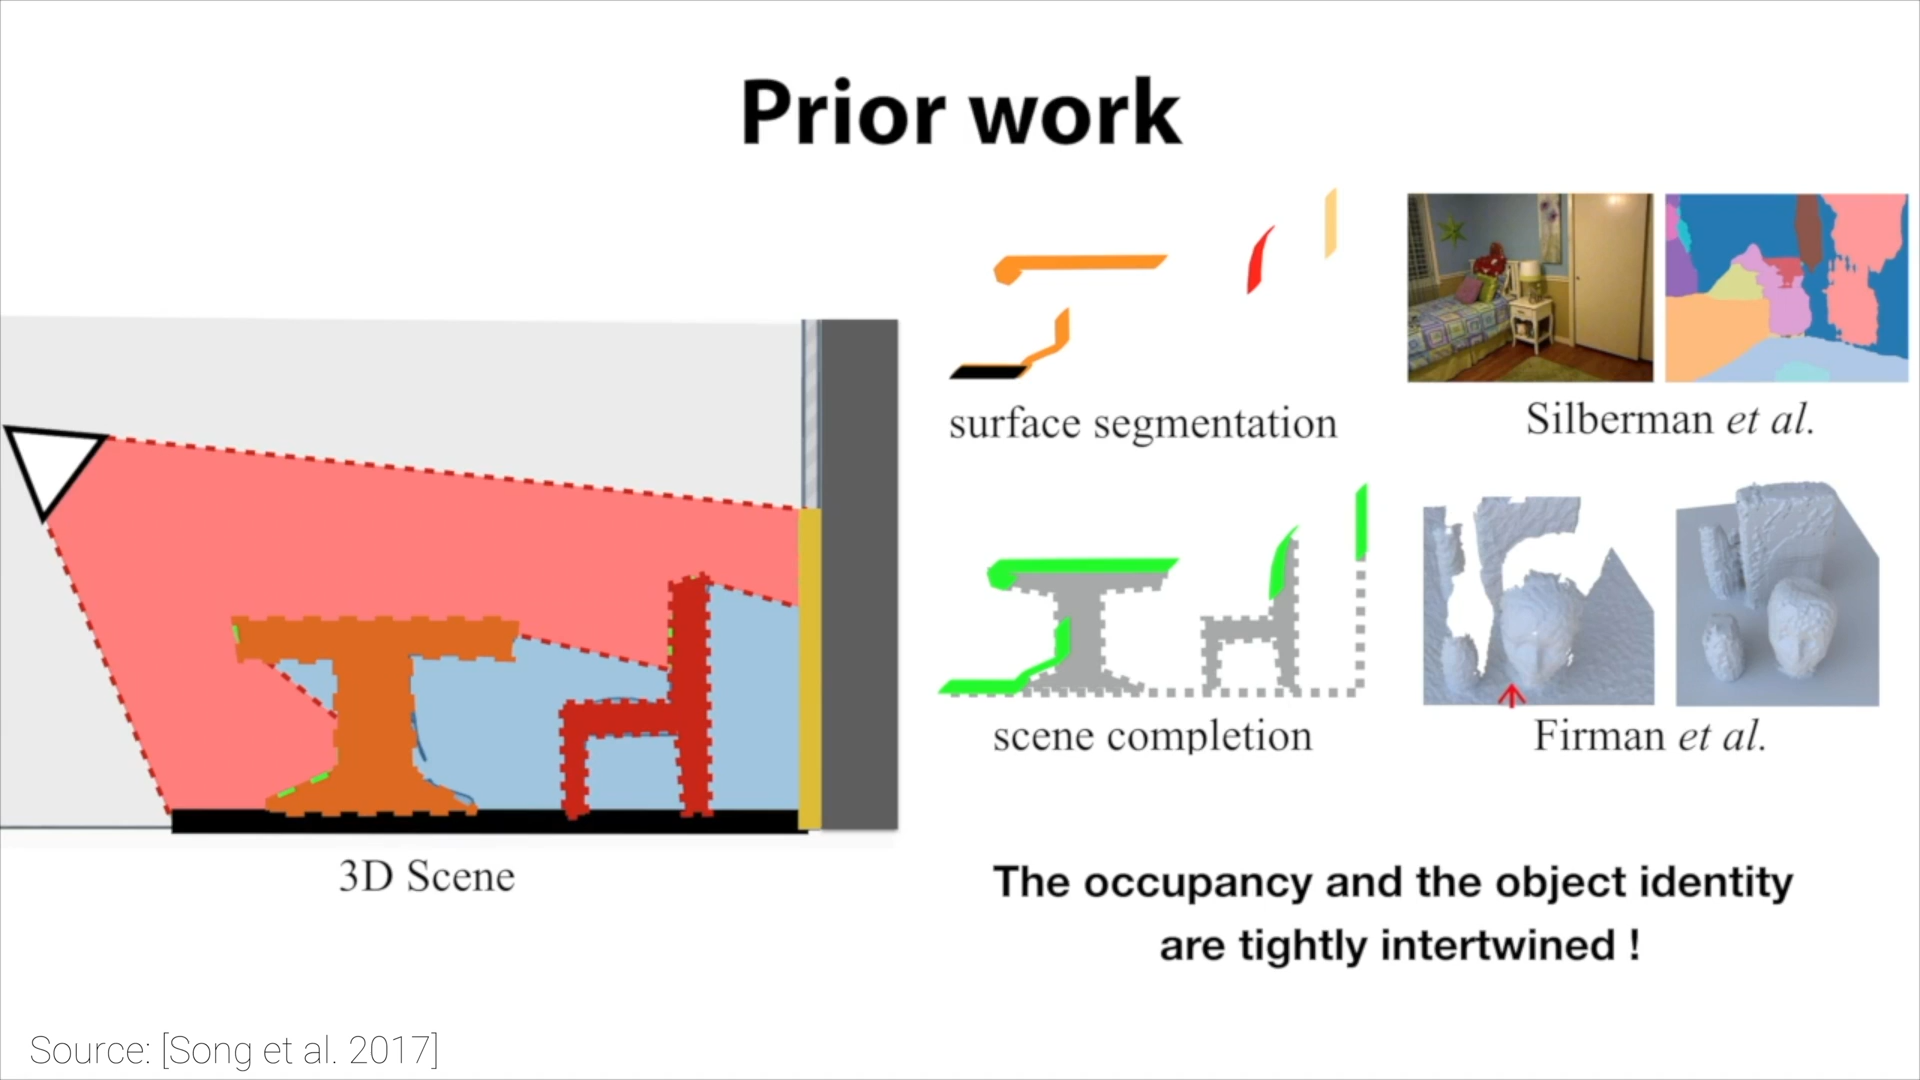 Prior work
surface segmentation
Silberman et al.
scene completion
Firman et al.
3D Scene
The occupancy and the object identity
are tightly intertwined !
Source: [Song et al. 2017]